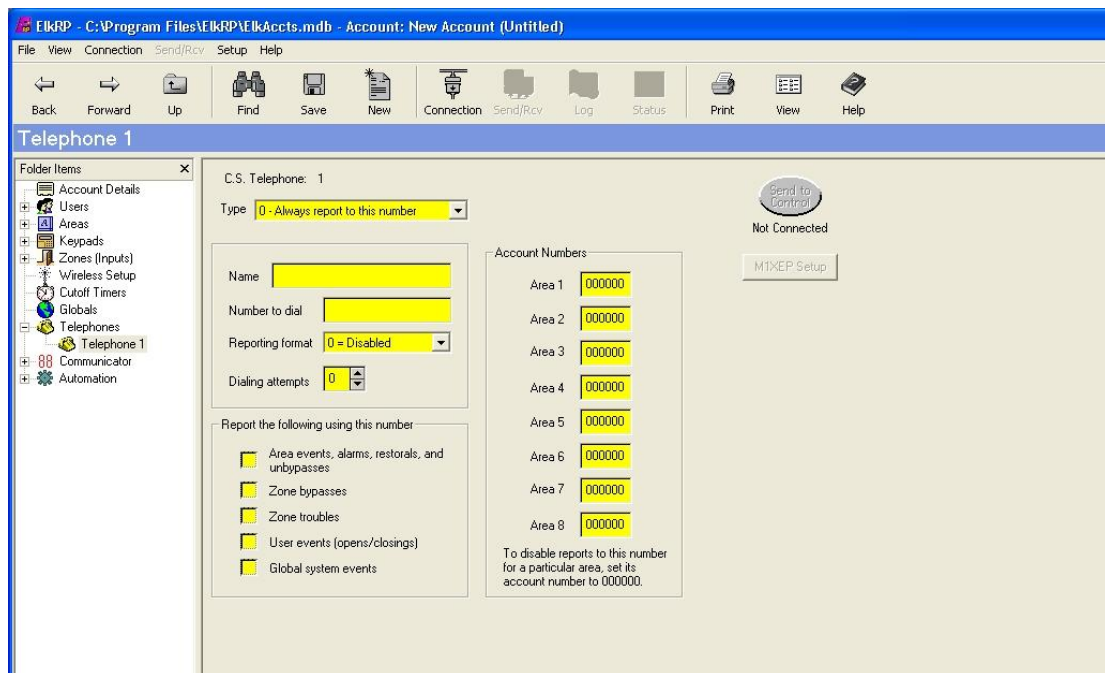 ElkRP - C:\Program Files\ElkRP\ElkAccts.mdb - Account: New Account (Untitled)
File View Connection Send/Rcv Setup Help
Back Forward Up Find Save New Connection Send/Rcv Log Status Print View Help
Telephone 1
Folder Items
Account Details
Users
Areas
Keypads
Zones (Inputs)
Wireless Setup
Cutoff Timers
Globals
Telephones
Telephone 1
88 Communicator
Automation
C.S. Telephone: 1
Type 0 - Always report to this number
Name
Number to dial
Reporting format 0 = Disabled
Dialing attempts 0
Report the following using this number
Area events, alarms, restorals, and
unbypasses
Zone bypasses
Zone troubles
User events (opens/closings)
Global system events
Account Numbers
Area 1 000000
Area 2 000000
Area 3 000000
Area 4 000000
Area 5 000000
Area 6 000000
Area 7 000000
Area 8 000000
To disable reports to this number
for a particular area, set its
account number to 000000.
Send to
Control
Not Connected
M1XEP Setup